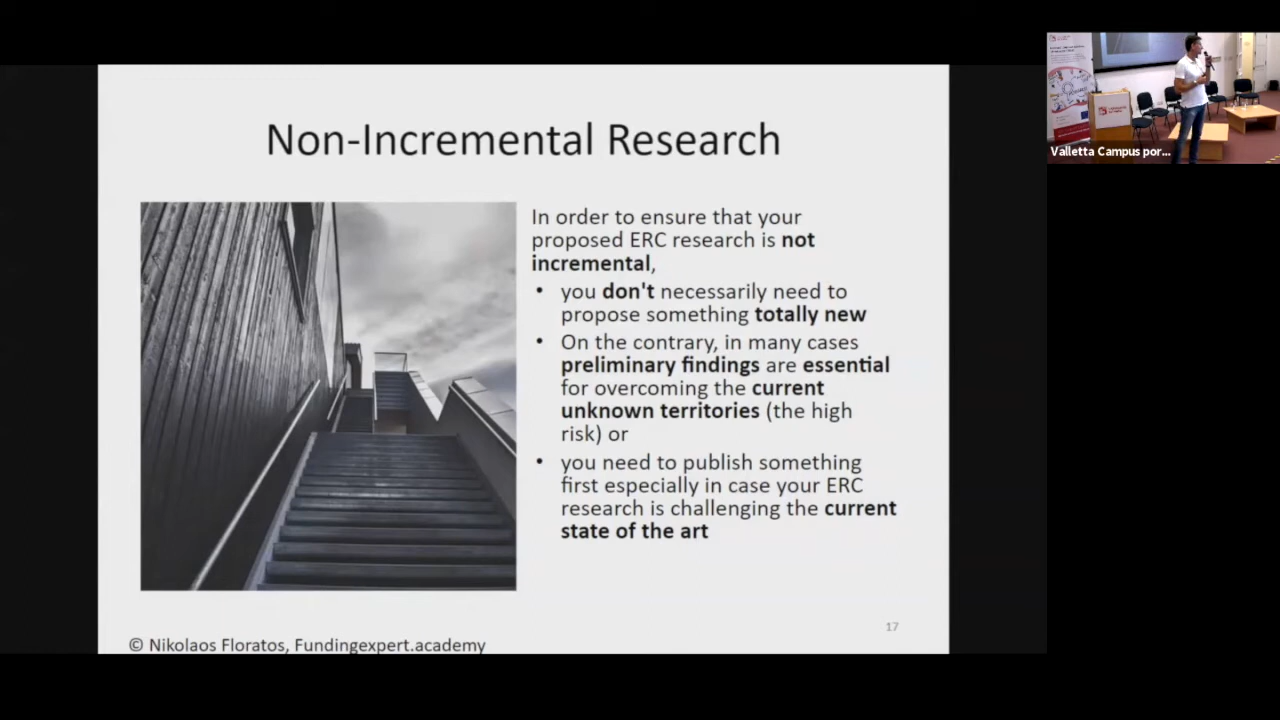 Non-Incremental Research
In order to ensure that your
proposed ERC research is not
incremental,
• you don't necessarily need to
propose something totally new
• On the contrary, in many cases
preliminary findings are essential
for overcoming the current
unknown territories (the high
risk) or
• you need to publish something
first especially in case your ERC
research is challenging the current
state of the art
17
© Nikolaos Floratos, Fundingexpert.academy
Valletta Campus por...